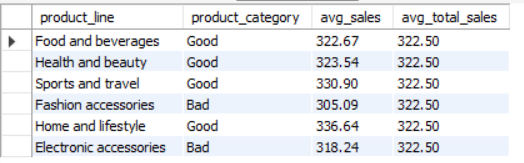 product_line product_category avg_sales avg_total_sales
Food and beverages Good 322.67 322.50
Health and beauty Good 323.54 322.50
Sports and travel Good 330.90 322.50
Fashion accessories Bad 305.09 322.50
Home and lifestyle Good 336.64 322.50
Electronic accessories Bad 318.24 322.50